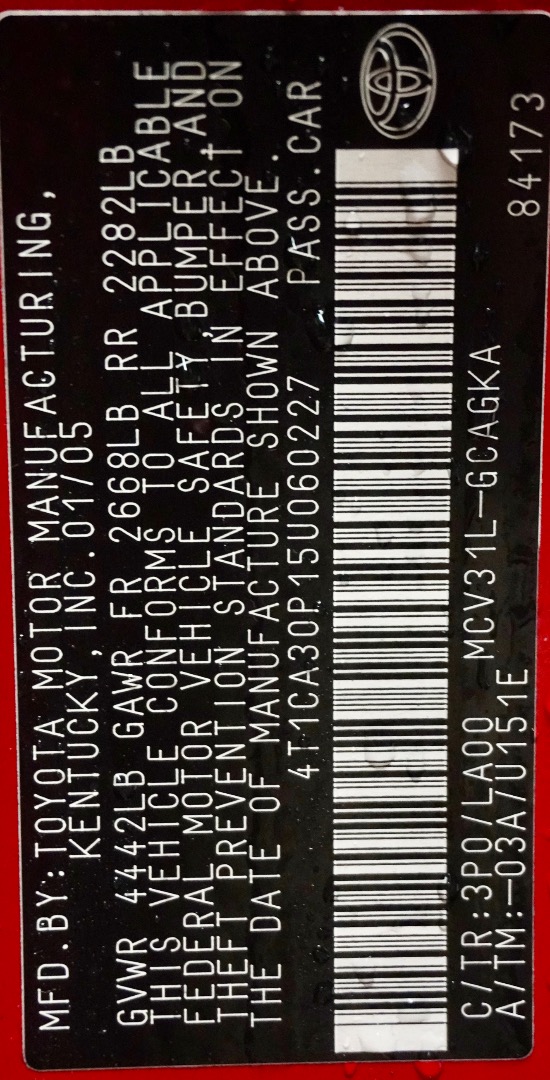 MFD.BY:TOYOTA MOTOR MANUFACTURING,
KENTUCKY,INC.01/05
GVWR 4442LB GAWR FR 2668LB RR 2282LB
THIS VEHICLE CONFORMS TO ALL APPLICABLE
FEDERAL MOTOR VEHICLE SAFETY,BUMPER AND
THEFT PREVENTION STANDARDS IN EFFECT ON
THE DATE OF MANUFACTURE SHOWN ABOVE.
4T1CA30P15U060227 PASS.CAR
C/TR:3P0/LA00 MCV31L-GCAGKA
A/TM:-03A/U151E 84173